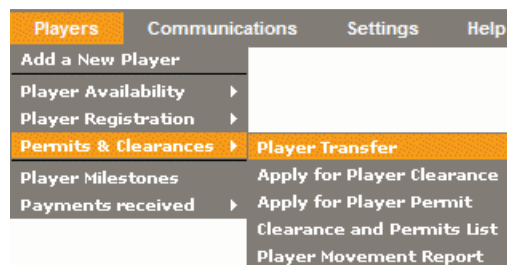 Players Communications Settings Help
Add a New Player
Player Availability
Player Registration
Permits & Clearances
Player Milestones
Payments received
Player Transfer
Apply for Player Clearance
Apply for Player Permit
Clearance and Permits List
Player Movement Report